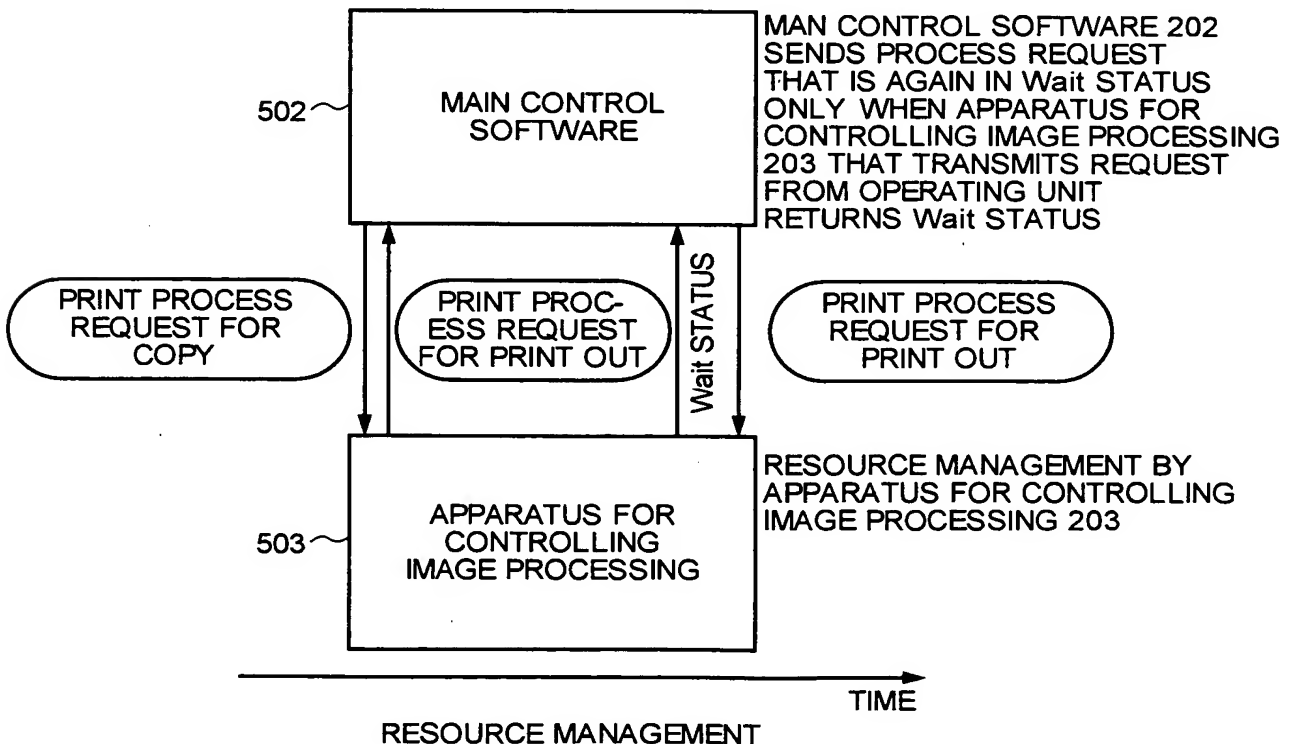 MAIN CONTROL
SOFTWARE
502
MAN CONTROL SOFTWARE 202
SENDS PROCESS REQUEST
THAT IS AGAIN IN Wait STATUS
ONLY WHEN APPARATUS FOR
CONTROLLING IMAGE PROCESSING
203 THAT TRANSMITS REQUEST
FROM OPERATING UNIT
RETURNS Wait STATUS
PRINT PROCESS
REQUEST FOR
COPY
PRINT PROC-
ESS REQUEST
FOR PRINT OUT
Wait STATUS
PRINT PROCESS
REQUEST FOR
PRINT OUT
503
APPARATUS FOR
CONTROLLING
IMAGE PROCESSING
RESOURCE MANAGEMENT BY
APPARATUS FOR CONTROLLING
IMAGE PROCESSING 203
TIME
RESOURCE MANAGEMENT